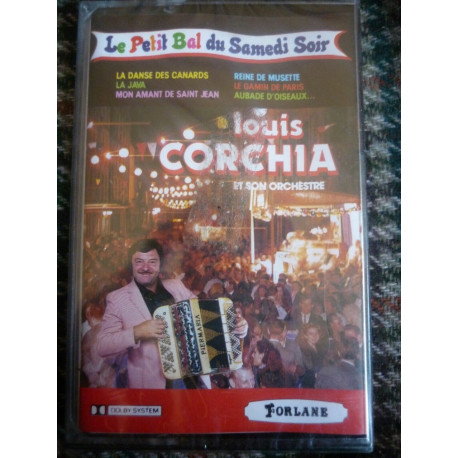 Le Petit Bal du Samedi Soir
LA DANSE DES CANARDS
LA JAVA
MON AMANT DE SAINT JEAN
REINE DE MUSETTE
LE GAMIN DE PARIS
AUBADE D'OISEAUX...
louis
CORCHIA
ET SON ORCHESTRE
PIERMARIA
DOLBY SYSTEM
FORLANE